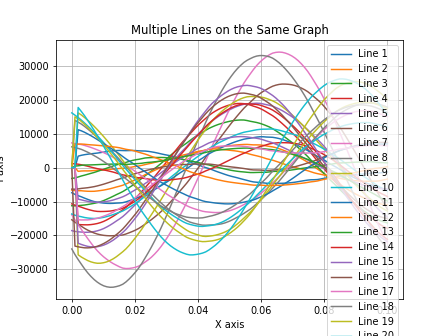 Multiple Lines on the Same Graph
30000
20000
10000
0
−10000
−20000
−30000
0.00
0.02
0.04
0.06
X axis
Line 1
Line 2
Line 3
Line 4
Line 5
Line 6
Line 7
Line 8
Line 9
Line 10
Line 11
Line 12
Line 13
Line 14
Line 15
Line 16
Line 17
Line 18
Line 19
Line 20